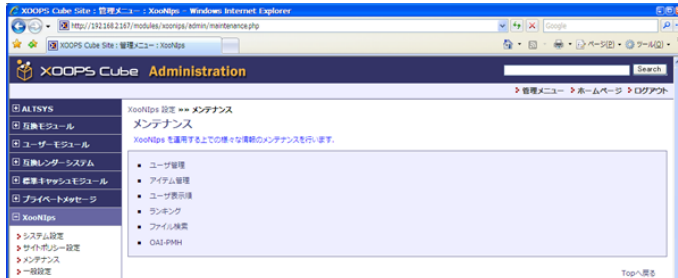 XOOPS Cube Site : 管理メニュー : XooNIps - Windows Internet Explorer
http://192.168.2.167/modules/xoonips/admin/maintenance.php
Google
XOOPS Cube Site : 管理メニュー : XooNIps
ページ(P)
ツール(O)
XOOPS Cube Administration
Search
管理メニュー
ホームページ
ログアウト
ALTSYS
互換モジュール
ユーザーモジュール
互換レンダーシステム
標準キャッシュモジュール
プライベートメッセージ
XooNIps
システム設定
サイトポリシー設定
メンテナンス
一般設定
XooNIps 設定 »» メンテナンス
メンテナンス
XooNIps を運用する上での様々な情報のメンテナンスを行います。
ユーザ管理
アイテム管理
ユーザ表示順
ランキング
ファイル検索
OAI-PMH
Topへ戻る